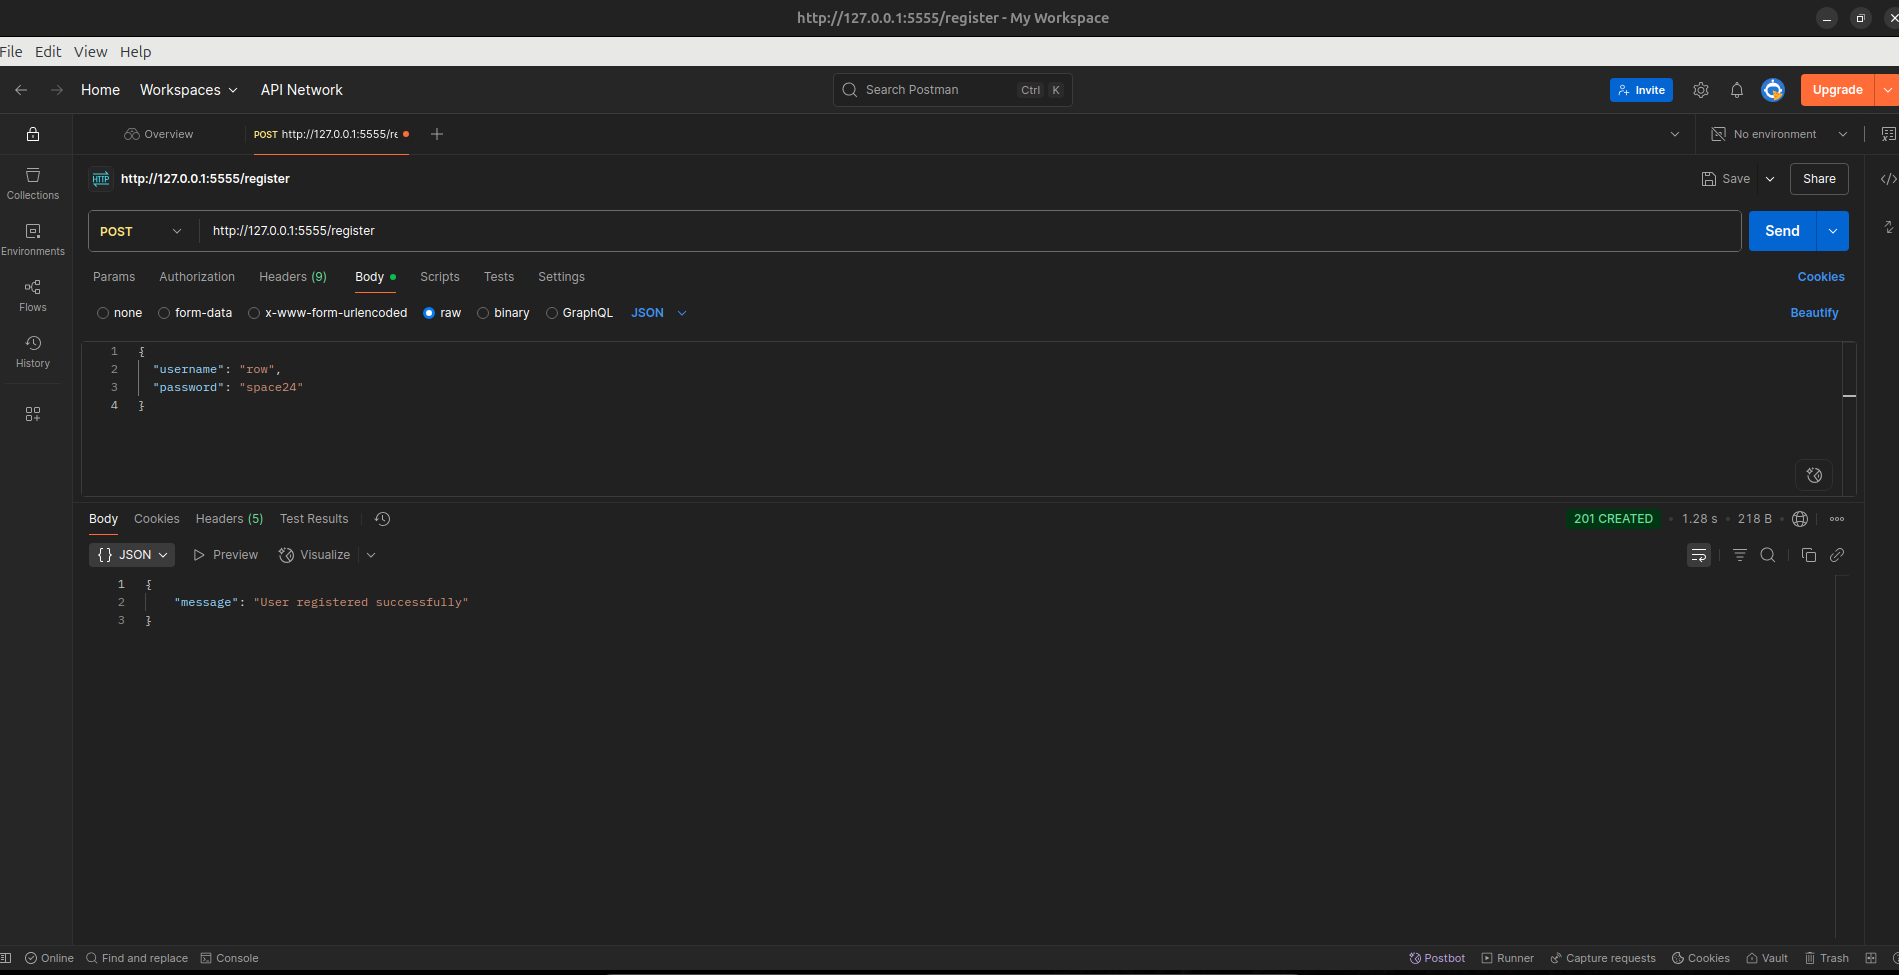 http://127.0.0.1:5555/register - My Workspace
File Edit View Help
Home Workspaces API Network Search Postman Ctrl K Invite Upgrade
Overview POST http://127.0.0.1:5555/re No environment
HTTP http://127.0.0.1:5555/register Save Share
POST http://127.0.0.1:5555/register Send
Params Authorization Headers (9) Body Scripts Tests Settings Cookies
none form-data x-www-form-urlencoded raw binary GraphQL JSON Beautify
Collections
Environments
Flows
History
1 {
2 "username": "row",
3 "password": "space24"
4 }
Body Cookies Headers (5) Test Results 201 CREATED 1.28 s 218 B
{} JSON Preview Visualize
1 {
2 "message": "User registered successfully"
3 }
Online Find and replace Console Postbot Runner Capture requests Cookies Vault Trash